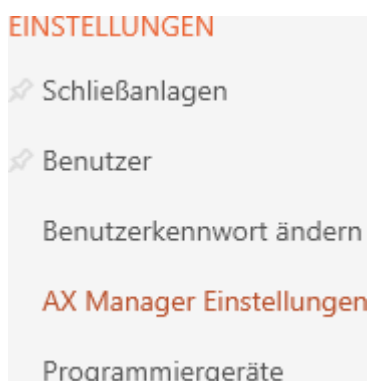 EINSTELLUNGEN
Schließanlagen
Benutzer
Benutzerkennwort ändern
AX Manager Einstellungen
Programmiergeräte